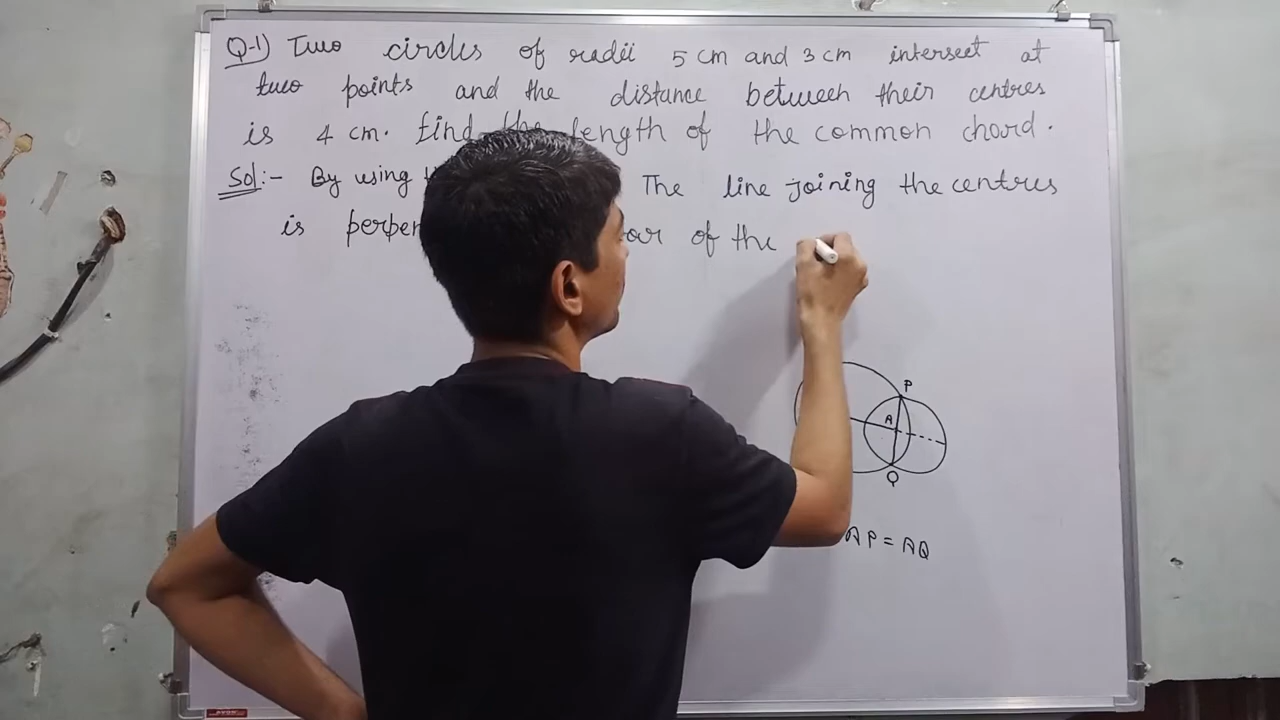 Q-1) Two circles of radii 5 cm and 3 cm intersect at
two points and the distance between their centres
is 4 cm. find the length of the common chord.
Sol:- By using The line joining the centres
is of the
P
A
Q
AP = AQ